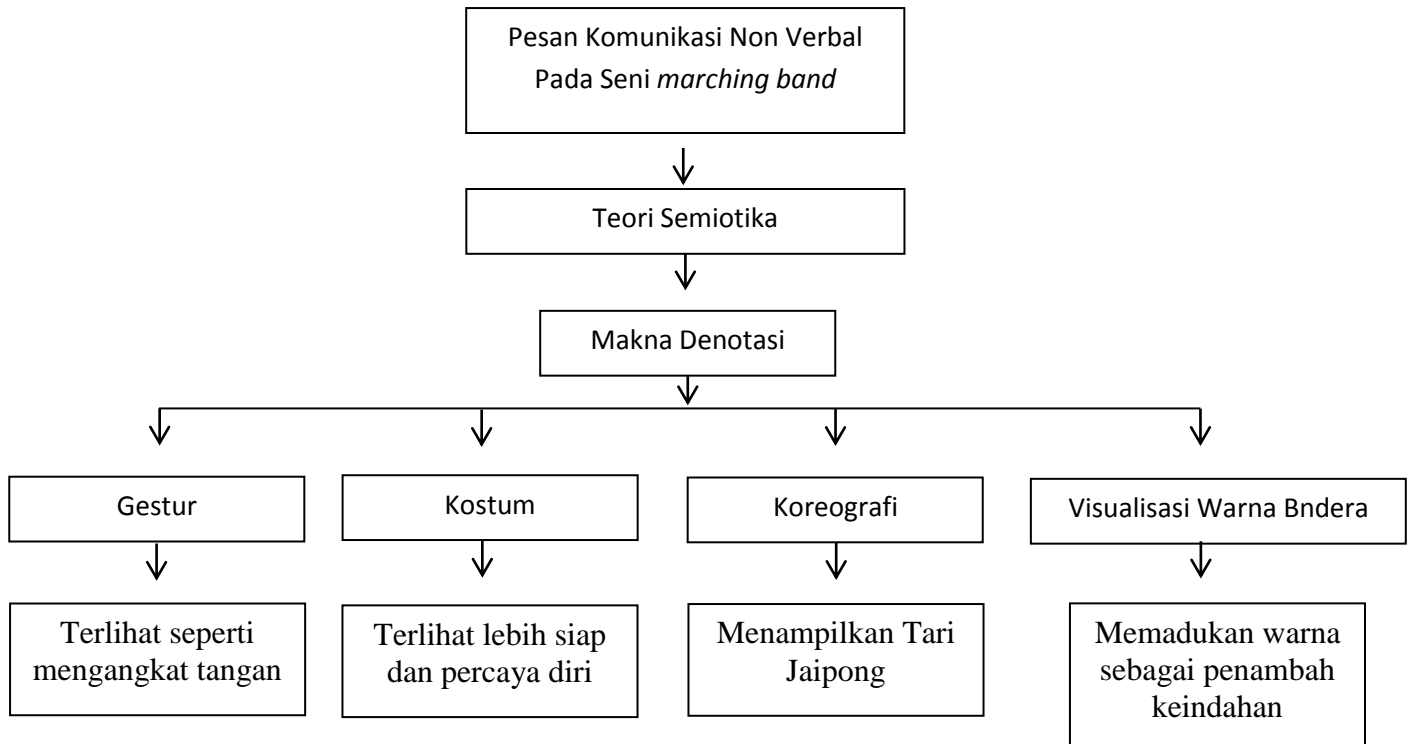 Pesan Komunikasi Non Verbal
Pada Seni marching band
Teori Semiotika
Makna Denotasi
Gestur
Kostum
Koreografi
Visualisasi Warna Bndera
Terlihat seperti
mengangkat tangan
Terlihat lebih siap
dan percaya diri
Menampilkan Tari
Jaipong
Memadukan warna
sebagai penambah
keindahan